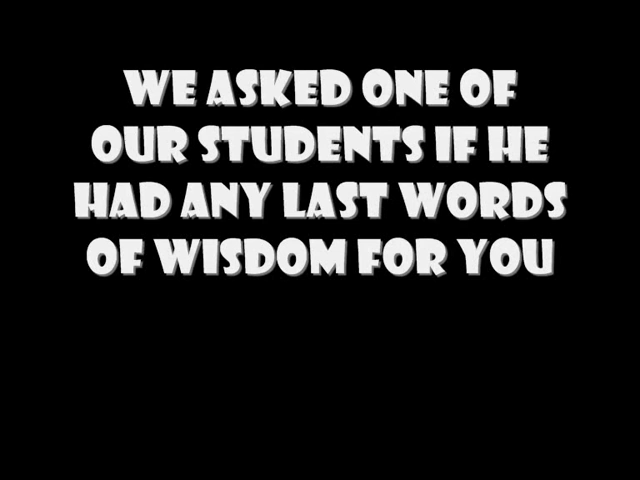 WE ASKED ONE OF
OUR STUDENTS IF HE
HAD ANY LAST WORDS
OF WISDOM FOR YOU